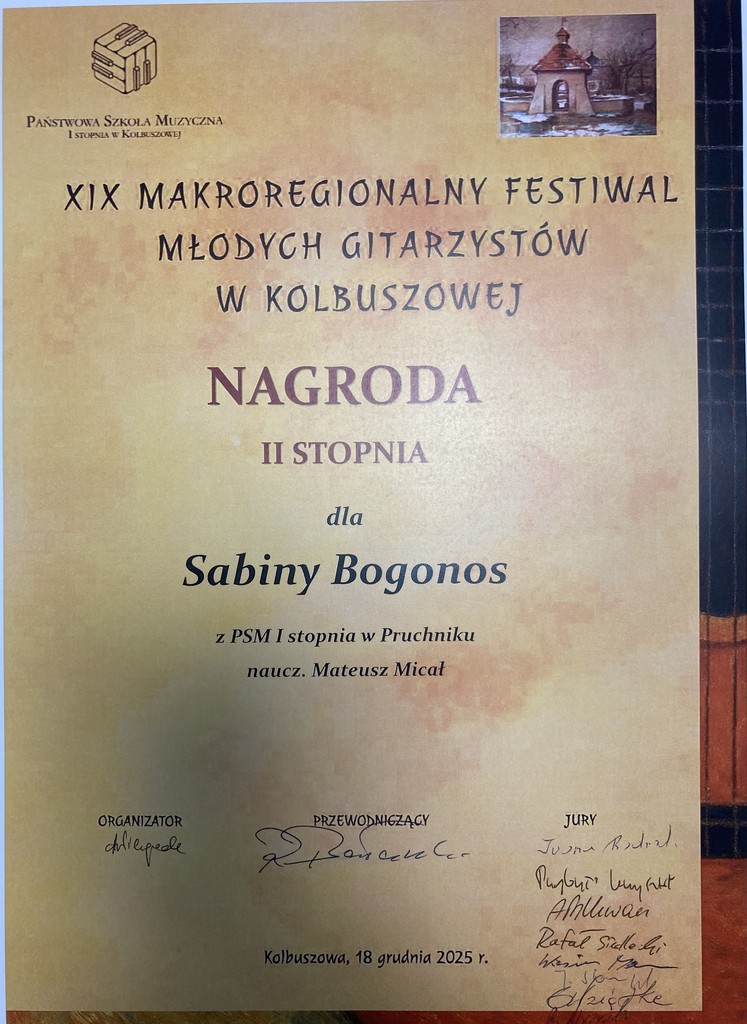 Państwowa Szkoła Muzyczna
I stopnia w Kolbuszowej
XIX MAKROREGIONALNY FESTIWAL
MŁODYCH GITARZYSTÓW
W KOLBUSZOWEJ
NAGRODA
II STOPNIA
dla
Sabiny Bogonos
z PSM I stopnia w Pruchniku
naucz. Mateusz Micał
ORGANIZATOR
PRZEWODNICZĄCY
JURY
Rafał
Kolbuszowa, 18 grudnia 2025 r.